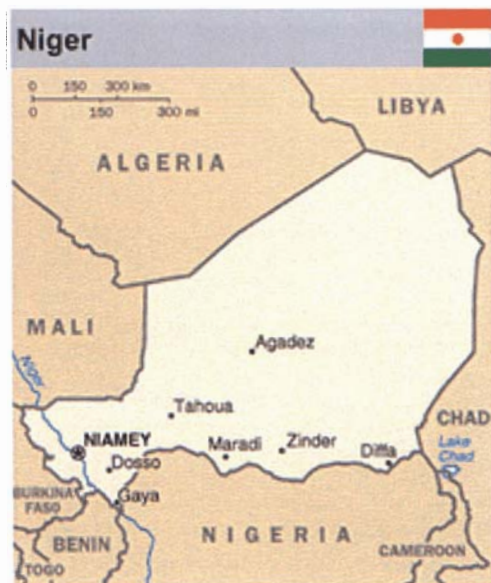 Niger
0 150 300 km
0 150 300 mi
LIBYA
ALGERIA
MALI
Niger
Agadez
Tahoua
CHAD
NIAMEY
Maradi
Zinder
Diffa
Lake
Chad
Dosso
BURKINA
FASO
Gaya
NIGERIA
BENIN
CAMEROON
TOGO